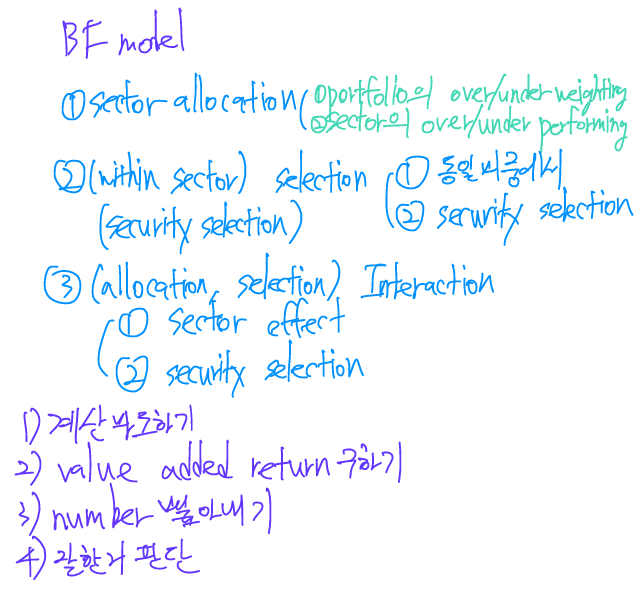 BF model
① sector allocation ( ① portfolio의 over/under weighting
② sector의 over/under performing
② (within sector) selection ① 동일 비중에서
(security selection) ② security selection
③ (allocation, selection) Interaction
① sector effect
② security selection
1) 계산 하기
2) value added return 구하기
3) number 뽑아내기
4) 잘한거 판단